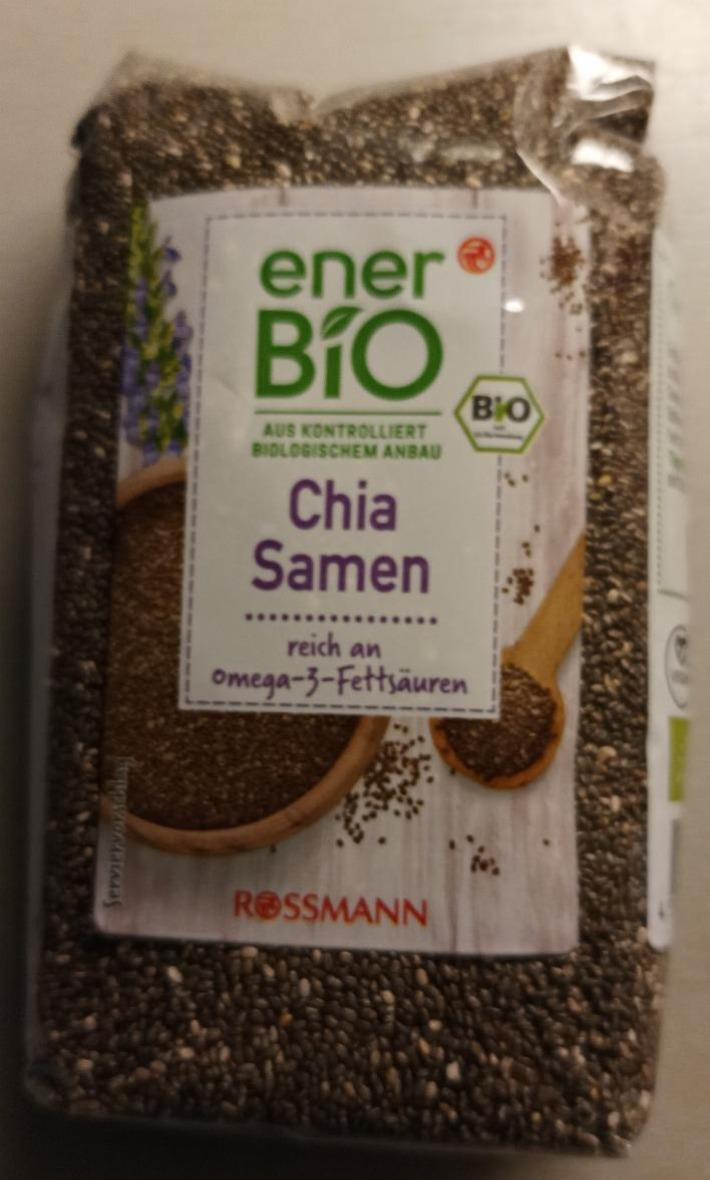 ener
BiO
AUS KONTROLLIERT
BIOLOGISCHEM ANBAU
BiO
Chia
Samen
reich an
omega-3-Fettsäuren
ROSSMANN